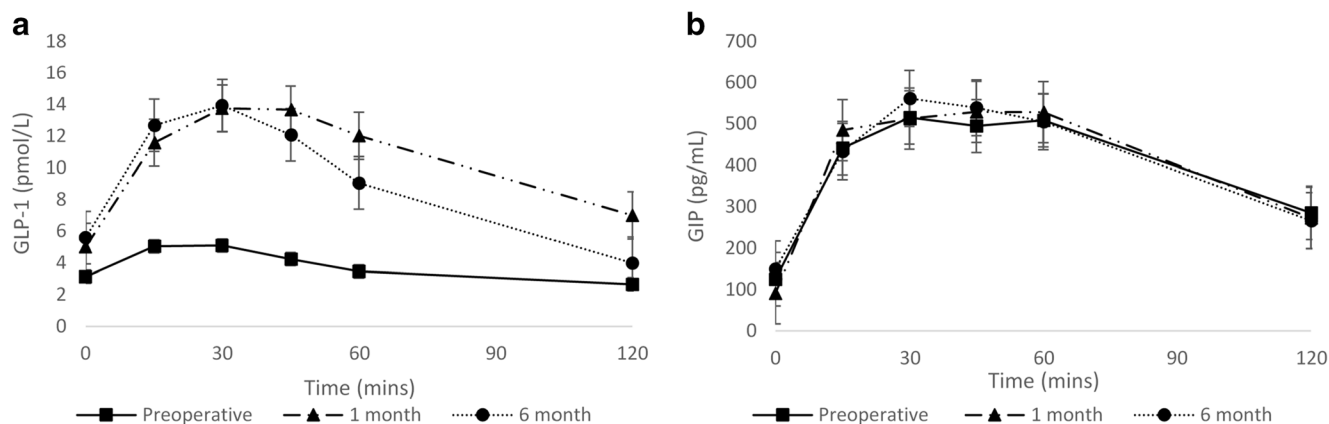 a
18
16
14
12
10
8
6
4
2
0
GLP-1 (pmol/L)
0 30 60 90 120
Time (mins)
Preoperative 1 month 6 month
b
700
600
500
400
300
200
100
0
GIP (pg/mL)
0 30 60 90 120
Time (mins)
Preoperative 1 month 6 month